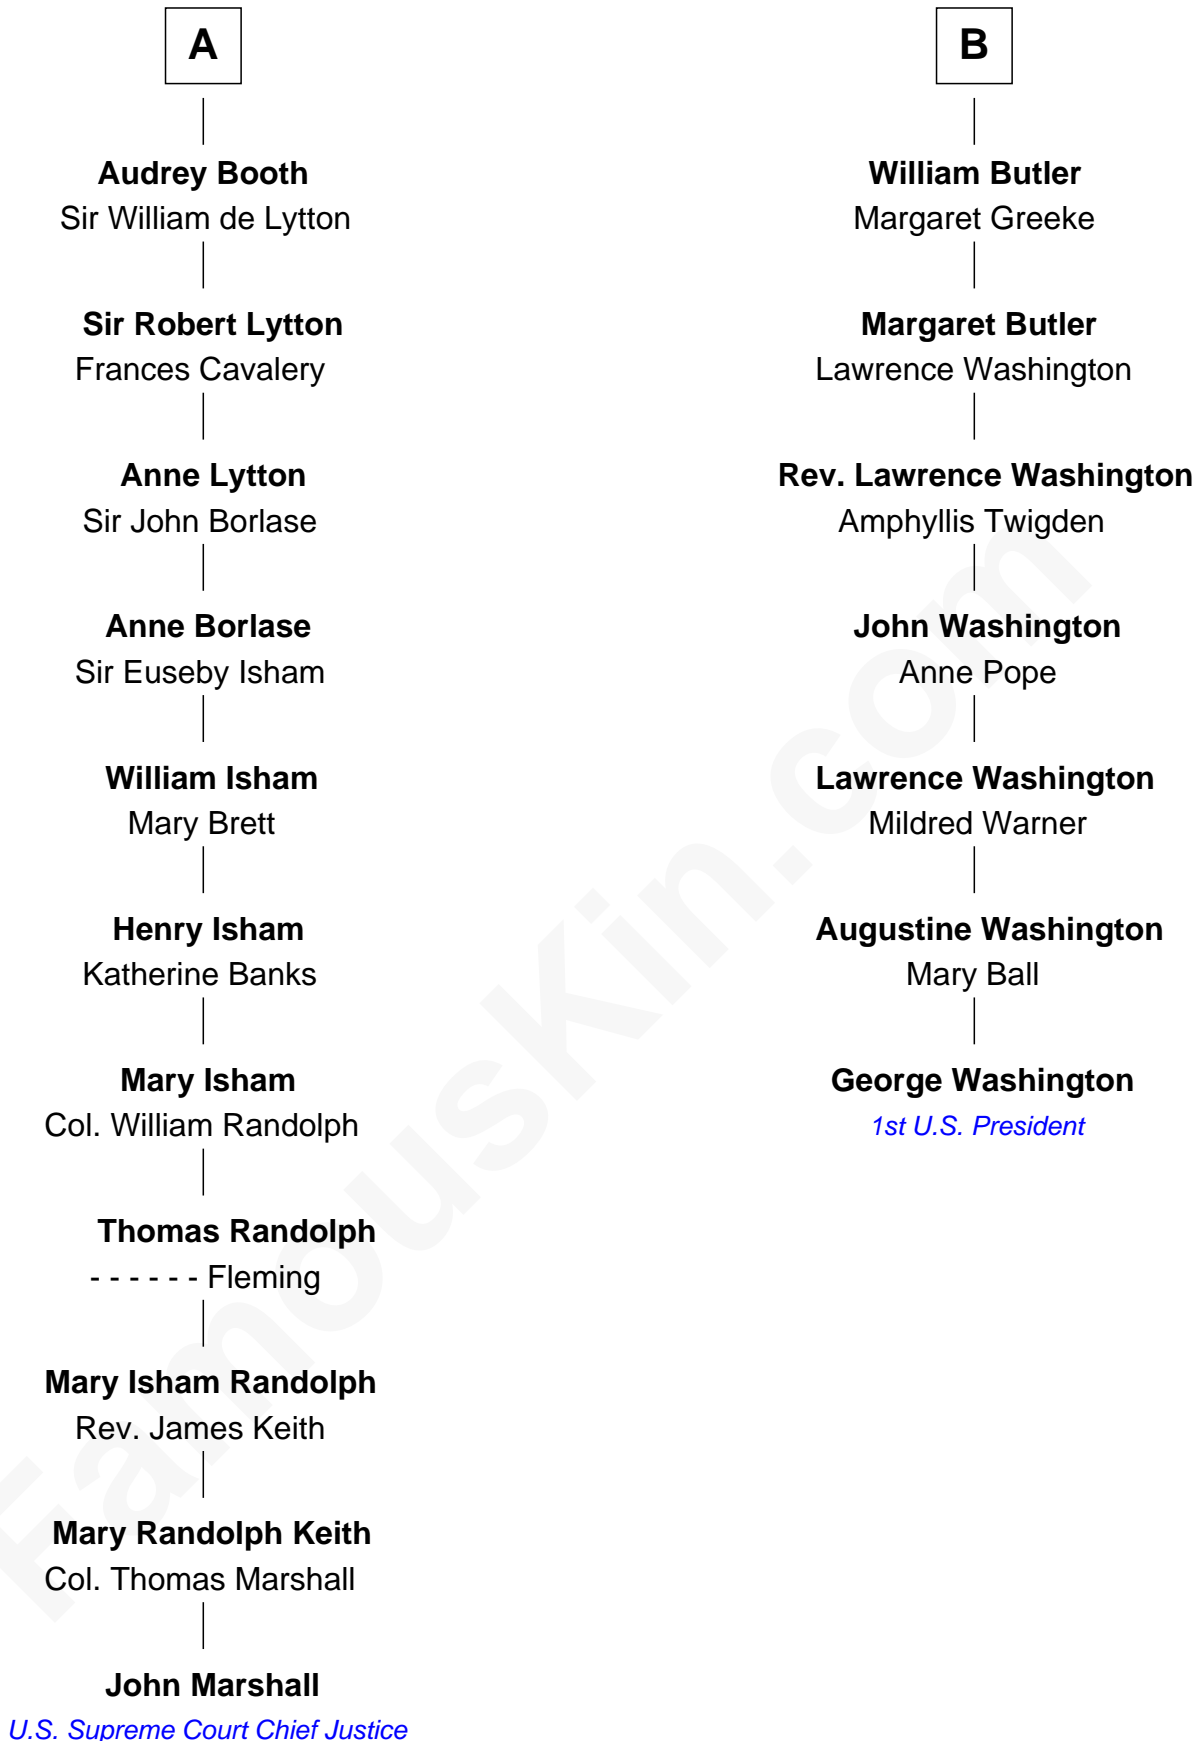 A
Audrey Booth
Sir William de Lytton
Sir Robert Lytton
Frances Cavalery
Anne Lytton
Sir John Borlase
Anne Borlase
Sir Euseby Isham
William Isham
Mary Brett
Henry Isham
Katherine Banks
Mary Isham
Col. William Randolph
Thomas Randolph
- - - - - - Fleming
Mary Isham Randolph
Rev. James Keith
Mary Randolph Keith
Col. Thomas Marshall
John Marshall
U.S. Supreme Court Chief Justice
B
William Butler
Margaret Greeke
Margaret Butler
Lawrence Washington
Rev. Lawrence Washington
Amphyllis Twigden
John Washington
Anne Pope
Lawrence Washington
Mildred Warner
Augustine Washington
Mary Ball
George Washington
1st U.S. President
FamousKin.com